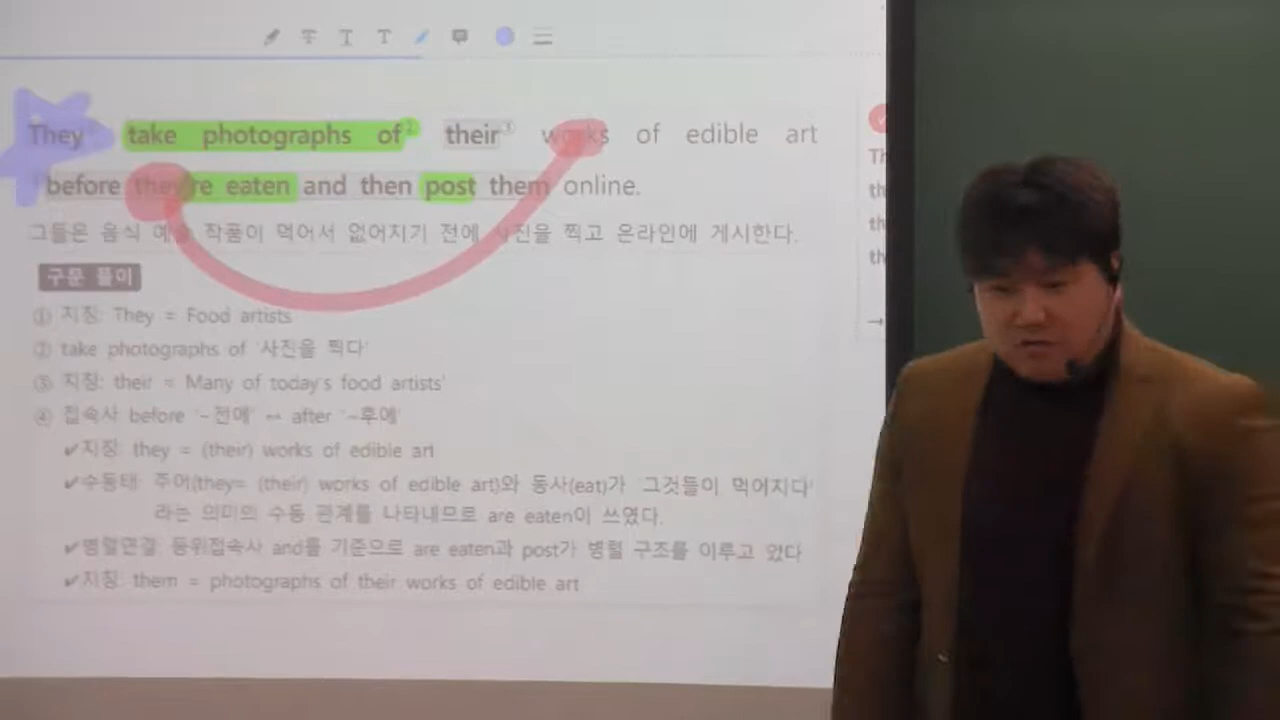 They① take photographs of② their③ works of edible art
④before they're eaten and then post them online.
그들은 음식 예술 작품이 먹어서 없어지기 전에 사진을 찍고 온라인에 게시한다.
구문 풀이
① 지칭: They = Food artists
② take photographs of '사진을 찍다'
③ 지칭: their = Many of today's food artists'
④ 접속사 before '~전에' ↔ after '~후에'
✔지칭: they = (their) works of edible art
✔수동태: 주어(they= (their) works of edible art)와 동사(eat)가 '그것들이 먹어지다'
라는 의미의 수동 관계를 나타내므로 are eaten이 쓰였다.
✔병렬연결: 등위접속사 and를 기준으로 are eaten과 post가 병렬 구조를 이루고 있다
✔지칭: them = photographs of their works of edible art
Th
th
th
th
→